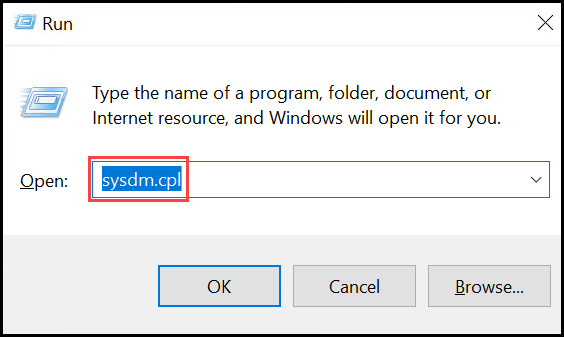 Run
Type the name of a program, folder, document, or
Internet resource, and Windows will open it for you.
Open: sysdm.cpl
OK Cancel Browse...